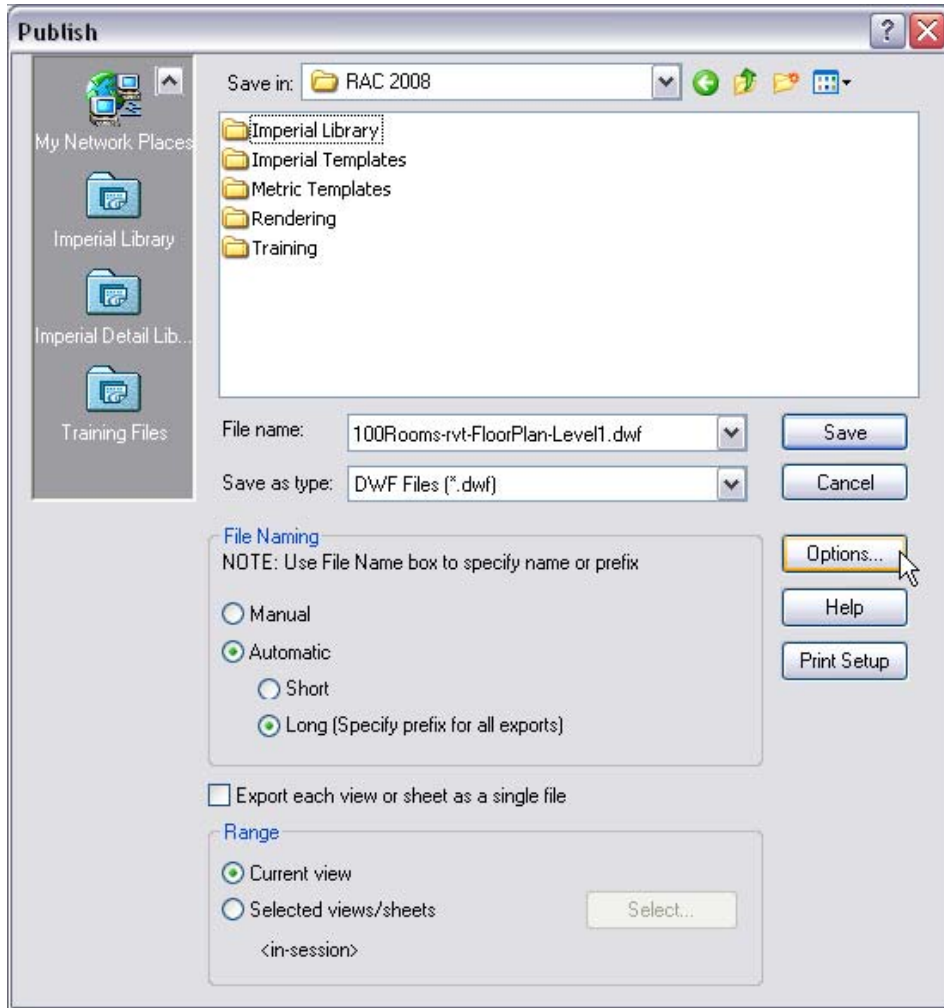 Publish
My Network Places
Imperial Library
Imperial Detail Lib...
Training Files
Save in: RAC 2008
Imperial Library
Imperial Templates
Metric Templates
Rendering
Training
File name: 100Rooms-rvt-FloorPlan-Level1.dwf
Save
Save as type: DWF Files (*.dwf)
Cancel
File Naming
NOTE: Use File Name box to specify name or prefix
Manual
Automatic
Short
Long (Specify prefix for all exports)
Options...
Help
Print Setup
Export each view or sheet as a single file
Range
Current view
Selected views/sheets
Select...
<in-session>